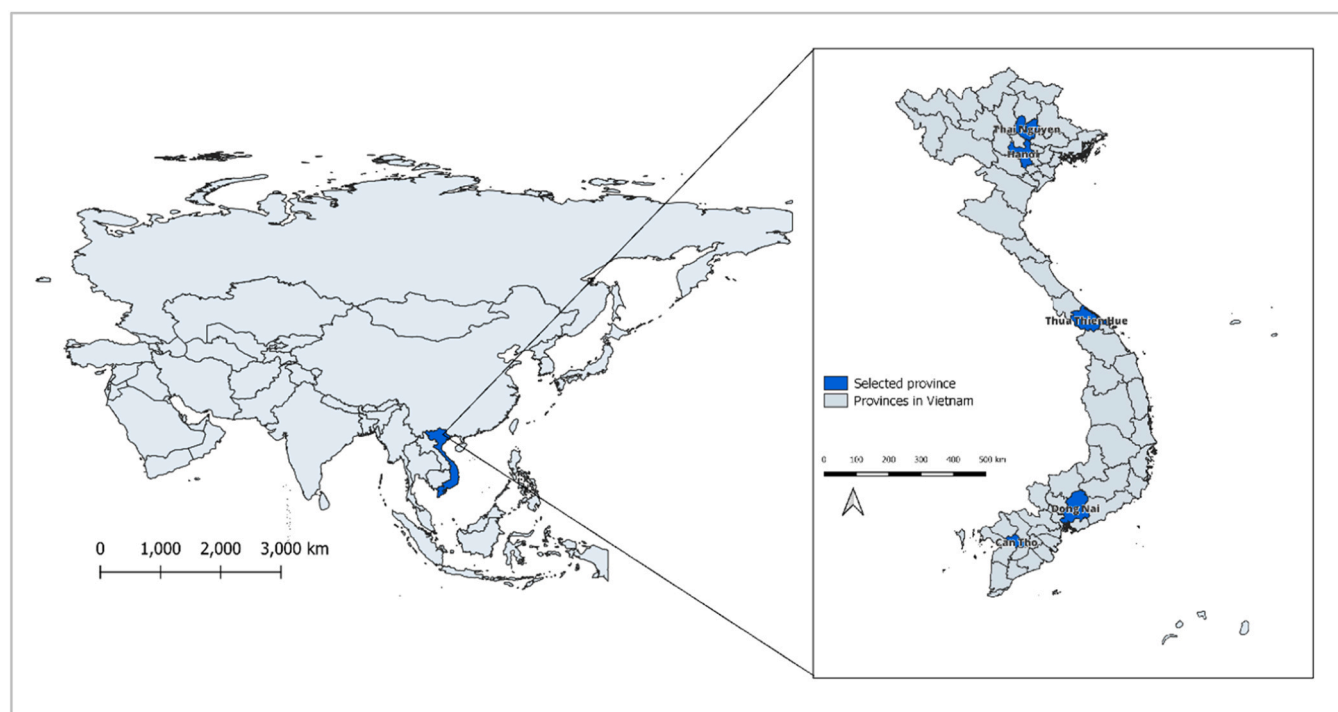 Thai Nguyen
Hanoi
Thua Thien Hue
Selected province
Provinces in Vietnam
0 100 200 300 400 500 km
Dong Nai
Can Tho
0 1,000 2,000 3,000 km